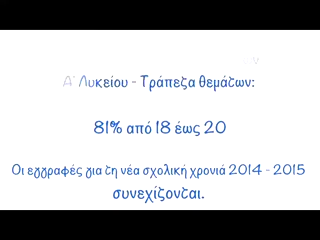 Α' Λυκείου - Τράπεζα θεμάτων:
81% από 18 έως 20
Οι εγγραφές για τη νέα σχολική χρονιά 2014 - 2015
συνεχίζονται.